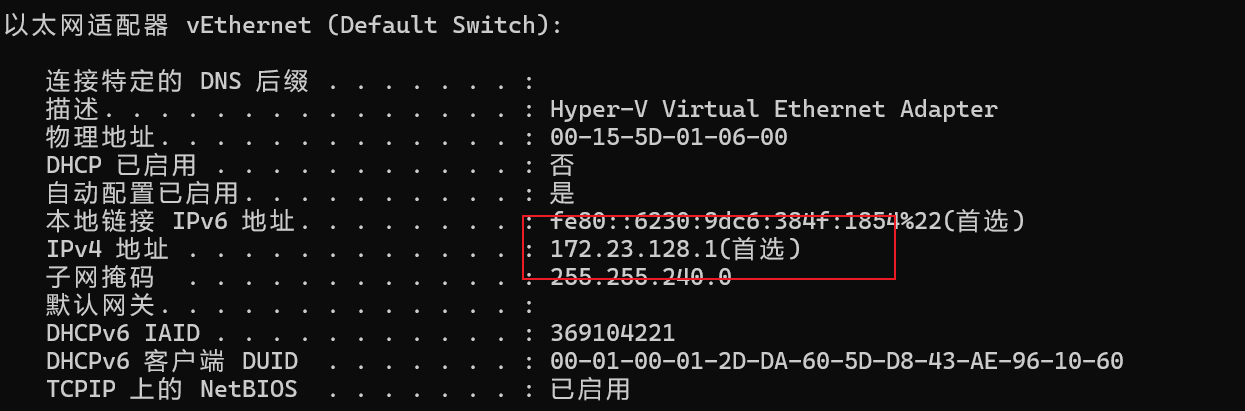 以太网适配器 vEthernet (Default Switch):
连接特定的 DNS 后缀 . . . . . . . :
描述. . . . . . . . . . . . . . . : Hyper-V Virtual Ethernet Adapter
物理地址. . . . . . . . . . . . . : 00-15-5D-01-06-00
DHCP 已启用 . . . . . . . . . . . : 否
自动配置已启用. . . . . . . . . . : 是
本地链接 IPv6 地址. . . . . . . . : fe80::6230:9dc6:384f:1854%22(首选)
IPv4 地址 . . . . . . . . . . . . : 172.23.128.1(首选)
子网掩码  . . . . . . . . . . . . : 255.255.240.0
默认网关. . . . . . . . . . . . . :
DHCPv6 IAID . . . . . . . . . . . : 369104221
DHCPv6 客户端 DUID  . . . . . . . : 00-01-00-01-2D-DA-60-5D-D8-43-AE-96-10-60
TCPIP 上的 NetBIOS  . . . . . . . : 已启用